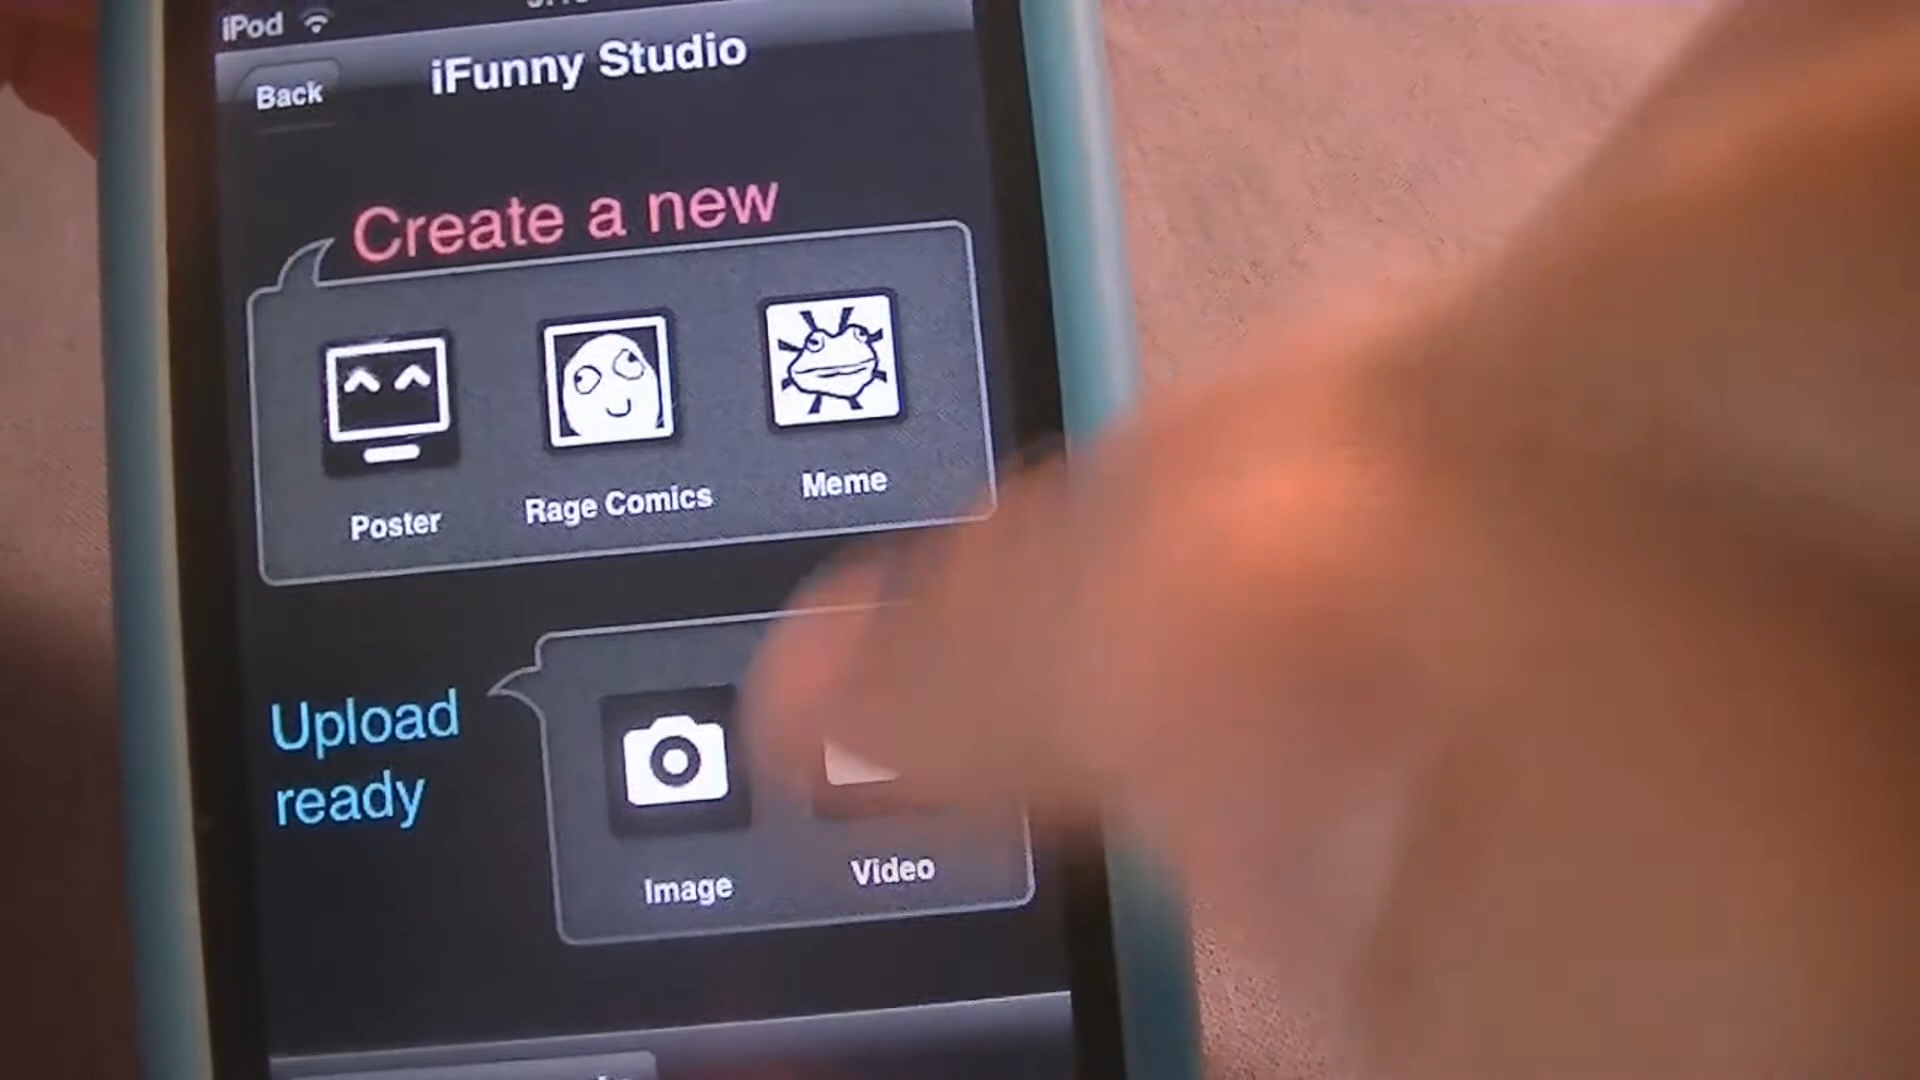 iPod
Back
iFunny Studio
Create a new
Poster
Rage Comics
Meme
Upload
ready
Image
Video